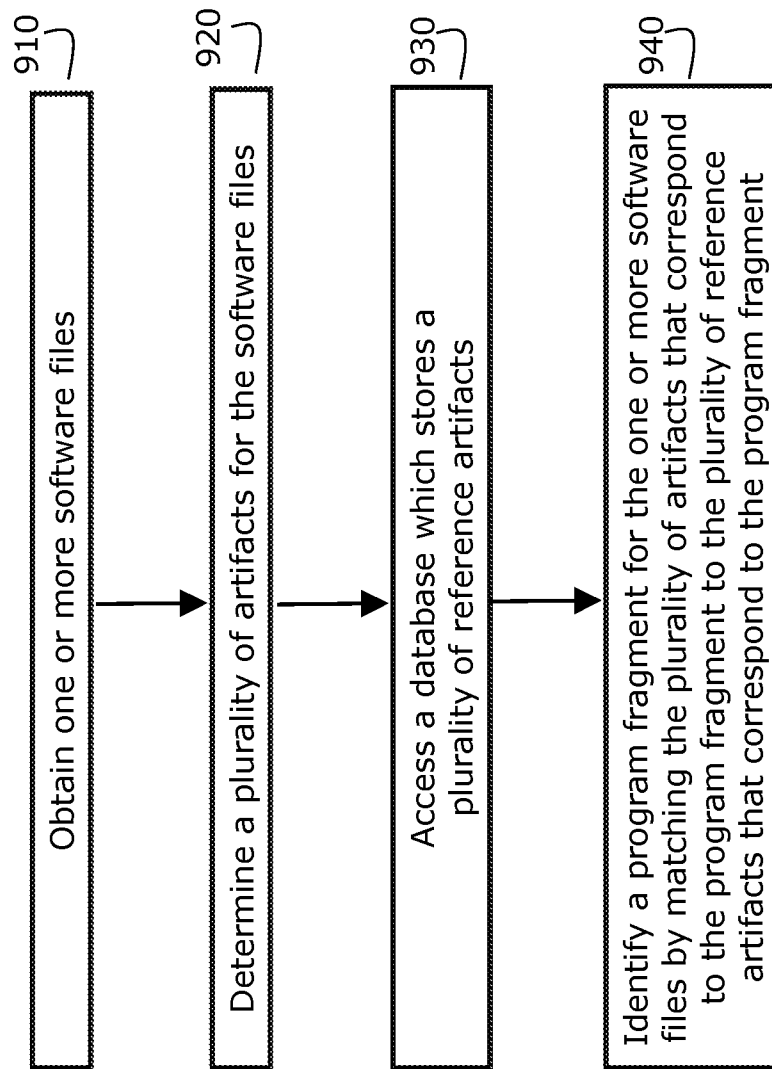 910
Obtain one or more software files
920
Determine a plurality of artifacts for the software files
930
Access a database which stores a
plurality of reference artifacts
940
Identify a program fragment for the one or more software
files by matching the plurality of artifacts that correspond
to the program fragment to the plurality of reference
artifacts that correspond to the program fragment